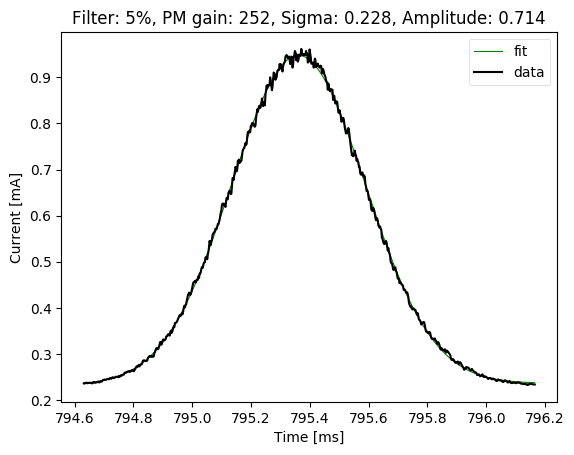 Filter: 5%, PM gain: 252, Sigma: 0.228, Amplitude: 0.714
fit
data
0.9
0.8
0.7
0.6
0.5
0.4
0.3
0.2
Current [mA]
794.6 794.8 795.0 795.2 795.4 795.6 795.8 796.0 796.2
Time [ms]